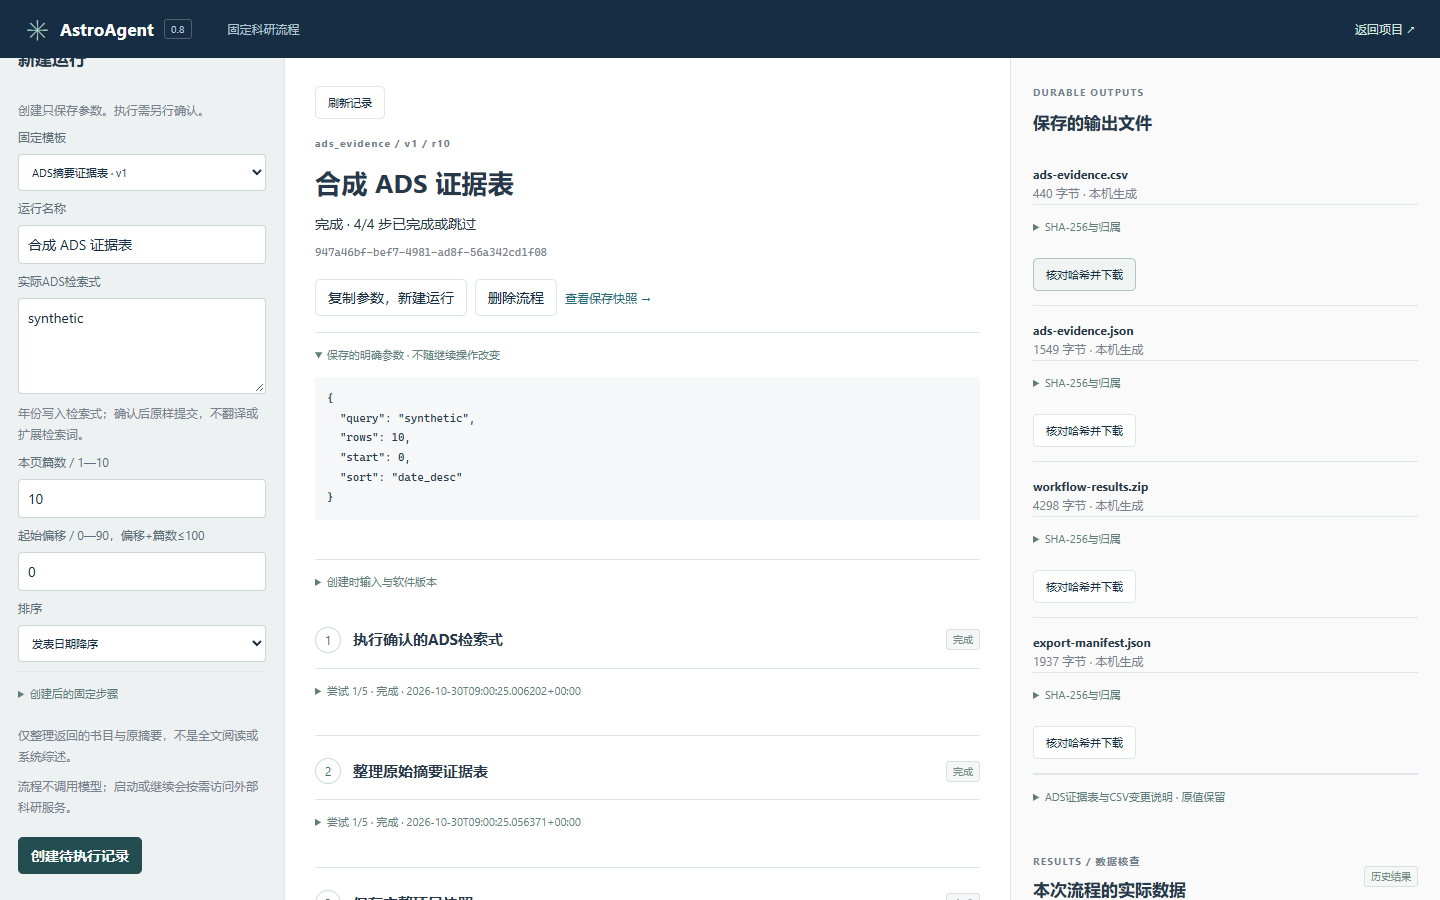 AstroAgent 0.8 固定科研流程 返回项目 ↗
新建运行
创建只保存参数。执行需另行确认。
固定模板
ADS摘要证据表 · v1
运行名称
合成 ADS 证据表
实际ADS检索式
synthetic
年份写入检索式；确认后原样提交，不翻译或
扩展检索词。
本页篇数 / 1—10
10
起始偏移 / 0—90，偏移+篇数≤100
0
排序
发表日期降序
创建后的固定步骤
仅整理返回的书目与原摘要，不是全文阅读或
系统综述。
流程不调用模型；启动或继续会按需访问外部
科研服务。
创建待执行记录
刷新记录
ads_evidence / v1 / r10
合成 ADS 证据表
完成 · 4/4 步已完成或跳过
947a46bf-bef7-4981-ad8f-56a342cd1f08
复制参数，新建运行 删除流程 查看保存快照 →
保存的明确参数 · 不随继续操作改变
{
"query": "synthetic",
"rows": 10,
"start": 0,
"sort": "date_desc"
}
创建时输入与软件版本
1 执行确认的ADS检索式 完成
尝试 1/5 · 完成 · 2026-10-30T09:00:25.006202+00:00
2 整理原始摘要证据表 完成
尝试 1/5 · 完成 · 2026-10-30T09:00:25.056371+00:00
DURABLE OUTPUTS
保存的输出文件
ads-evidence.csv
440 字节 · 本机生成
SHA-256与归属
核对哈希并下载
ads-evidence.json
1549 字节 · 本机生成
SHA-256与归属
核对哈希并下载
workflow-results.zip
4298 字节 · 本机生成
SHA-256与归属
核对哈希并下载
export-manifest.json
1937 字节 · 本机生成
SHA-256与归属
核对哈希并下载
ADS证据表与CSV变更说明 · 原值保留
RESULTS / 数据核查
本次流程的实际数据 历史结果